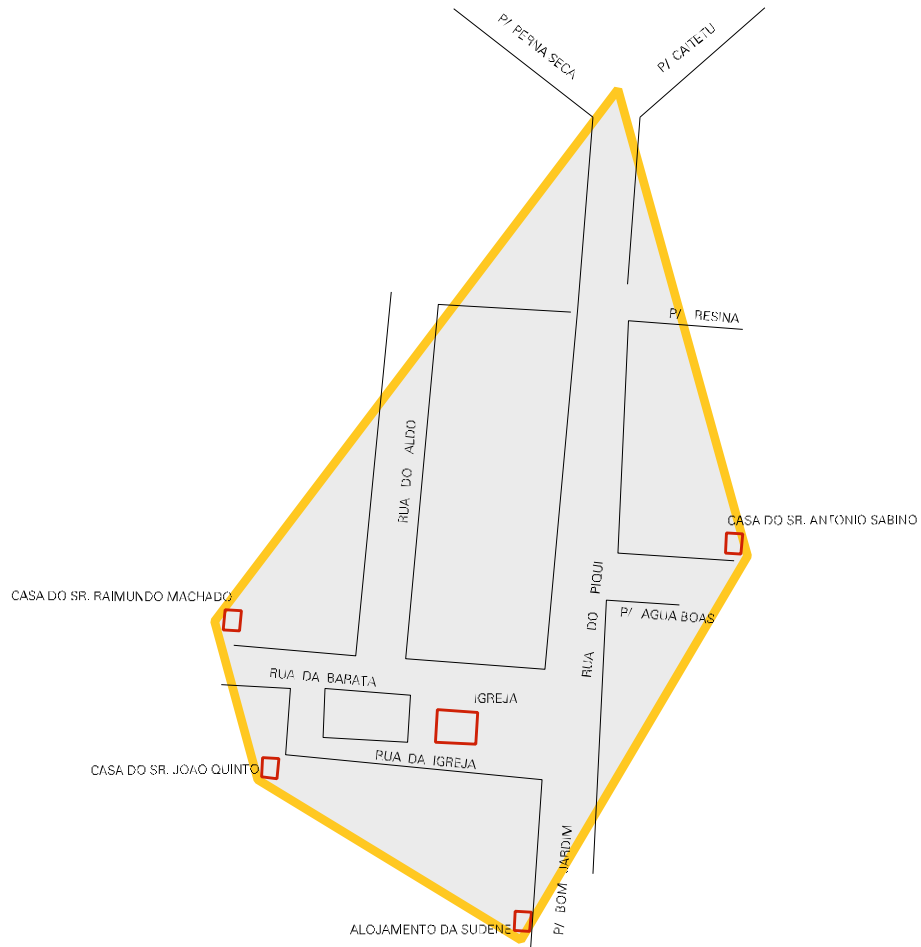 P/ PERNA SECA
P/ CAITETU
P/ RESINA
RUA DO ALDO
CASA DO SR. ANTONIO SABINO
RUA DO PIQUI
CASA DO SR. RAIMUNDO MACHADO
P/ AGUA BOAS
RUA DA BARATA
IGREJA
RUA DA IGREJA
CASA DO SR. JOAO QUINTO
P/ BOM JARDIM
ALOJAMENTO DA SUDENE